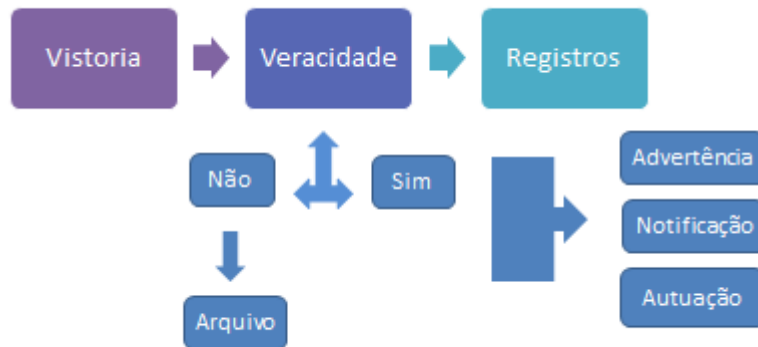 Vistoria
Veracidade
Registros
Não
Sim
Advertência
Notificação
Arquivo
Autuação